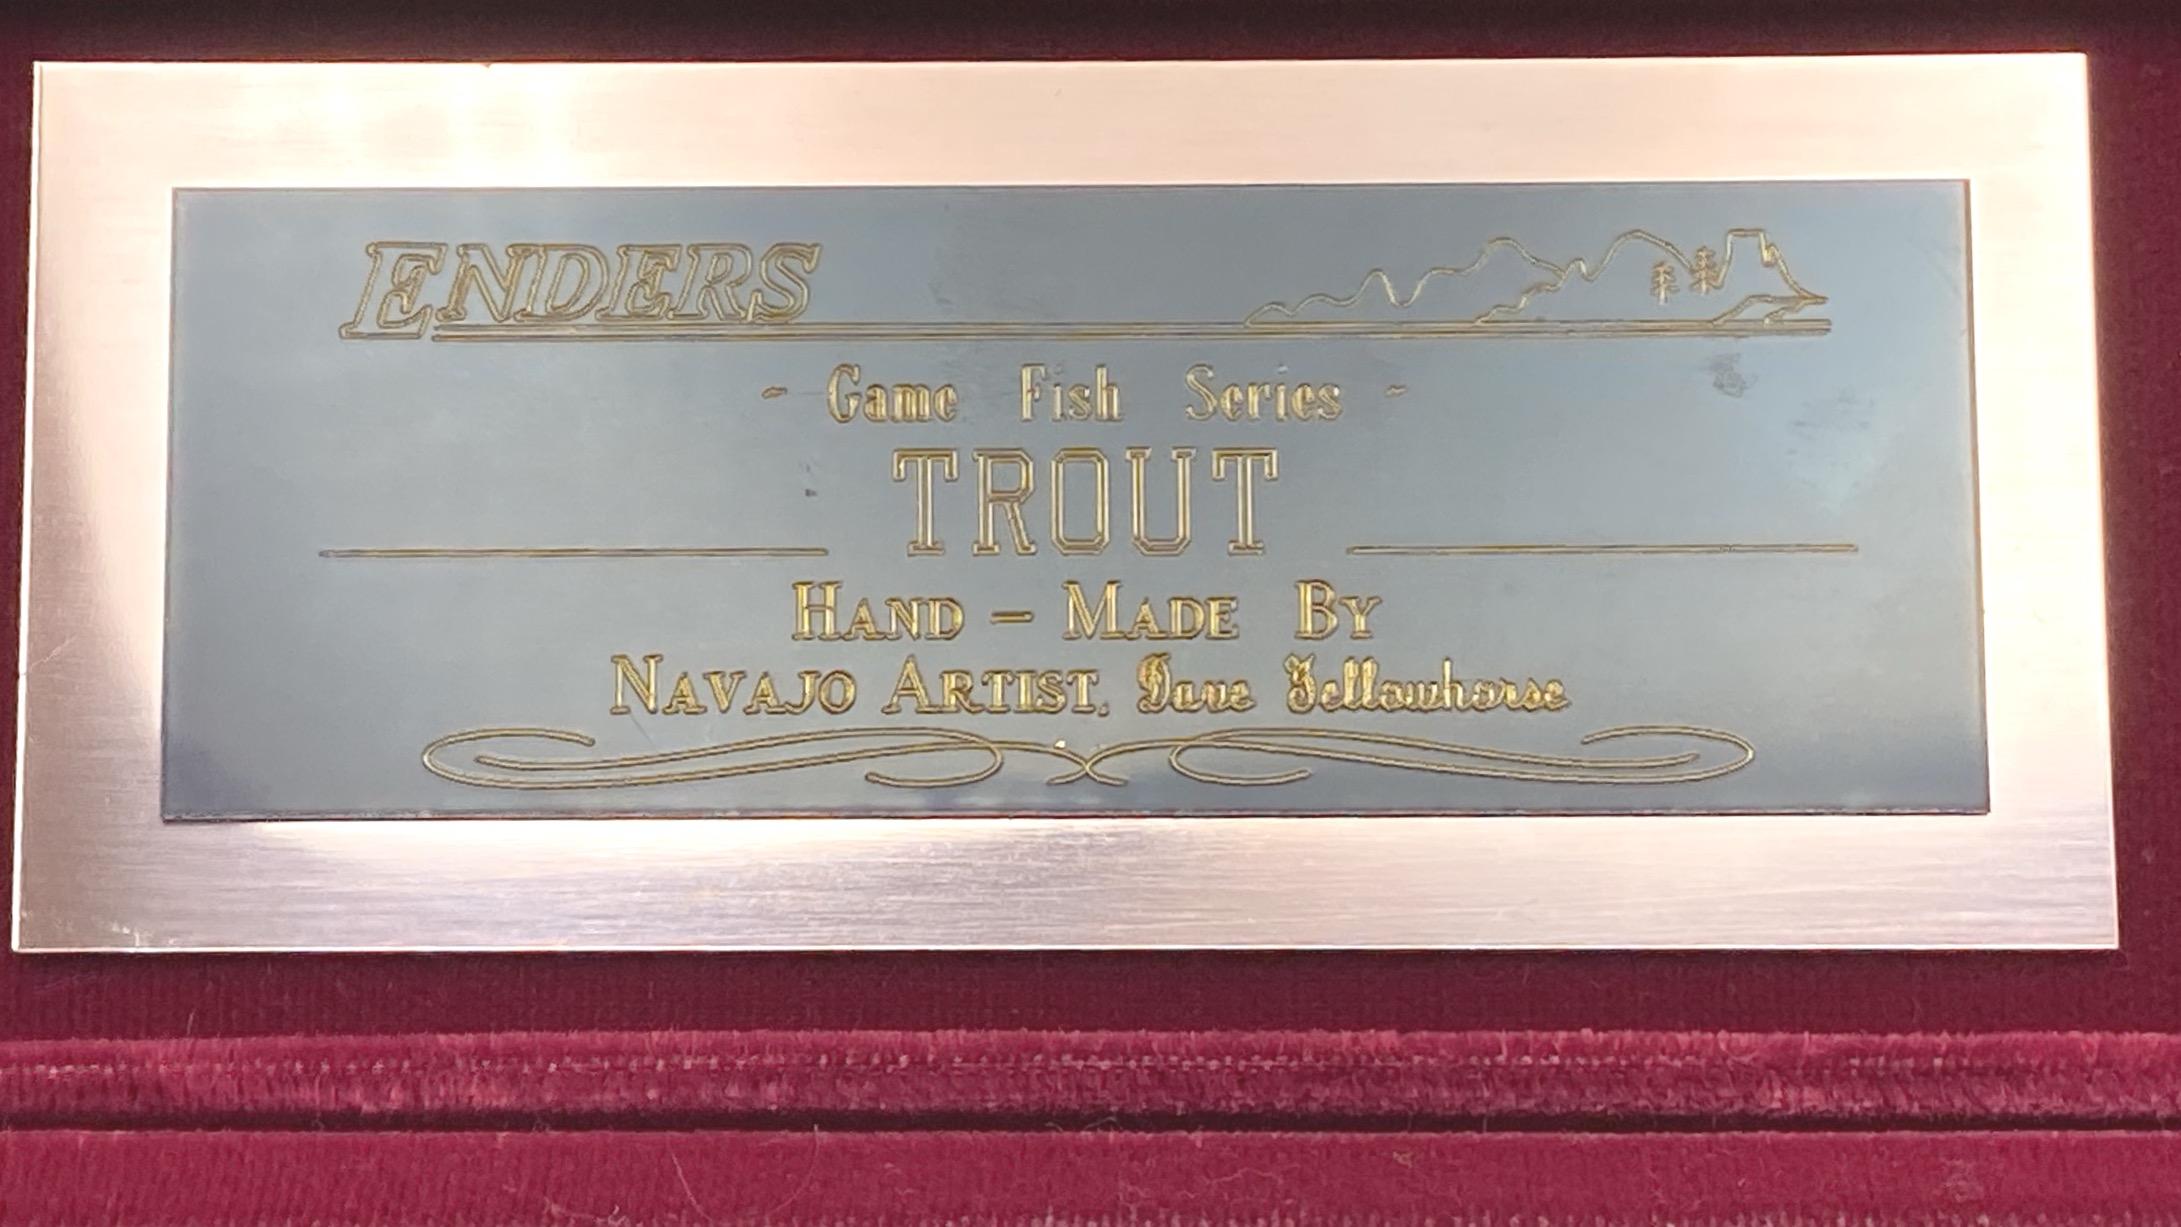 ENDERS
- Game Fish Series -
TROUT
HAND - MADE BY
NAVAJO ARTIST, Dave Yellowhorse